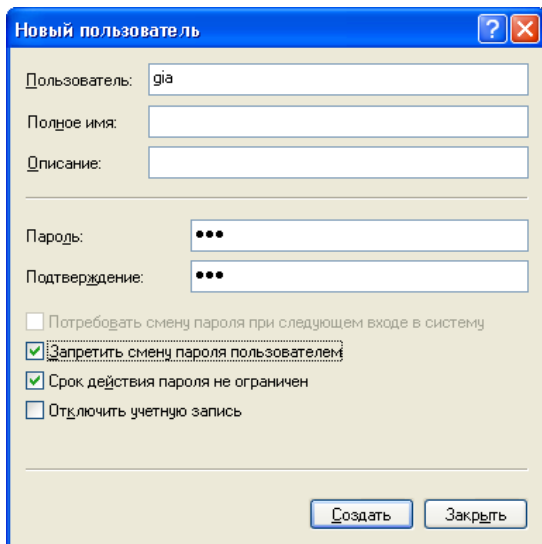 Новый пользователь
Пользователь: gia
Полное имя:
Описание:
Пароль: •••
Подтверждение: •••
Потребовать смену пароля при следующем входе в систему
Запретить смену пароля пользователем
Срок действия пароля не ограничен
Отключить учетную запись
Создать Закрыть